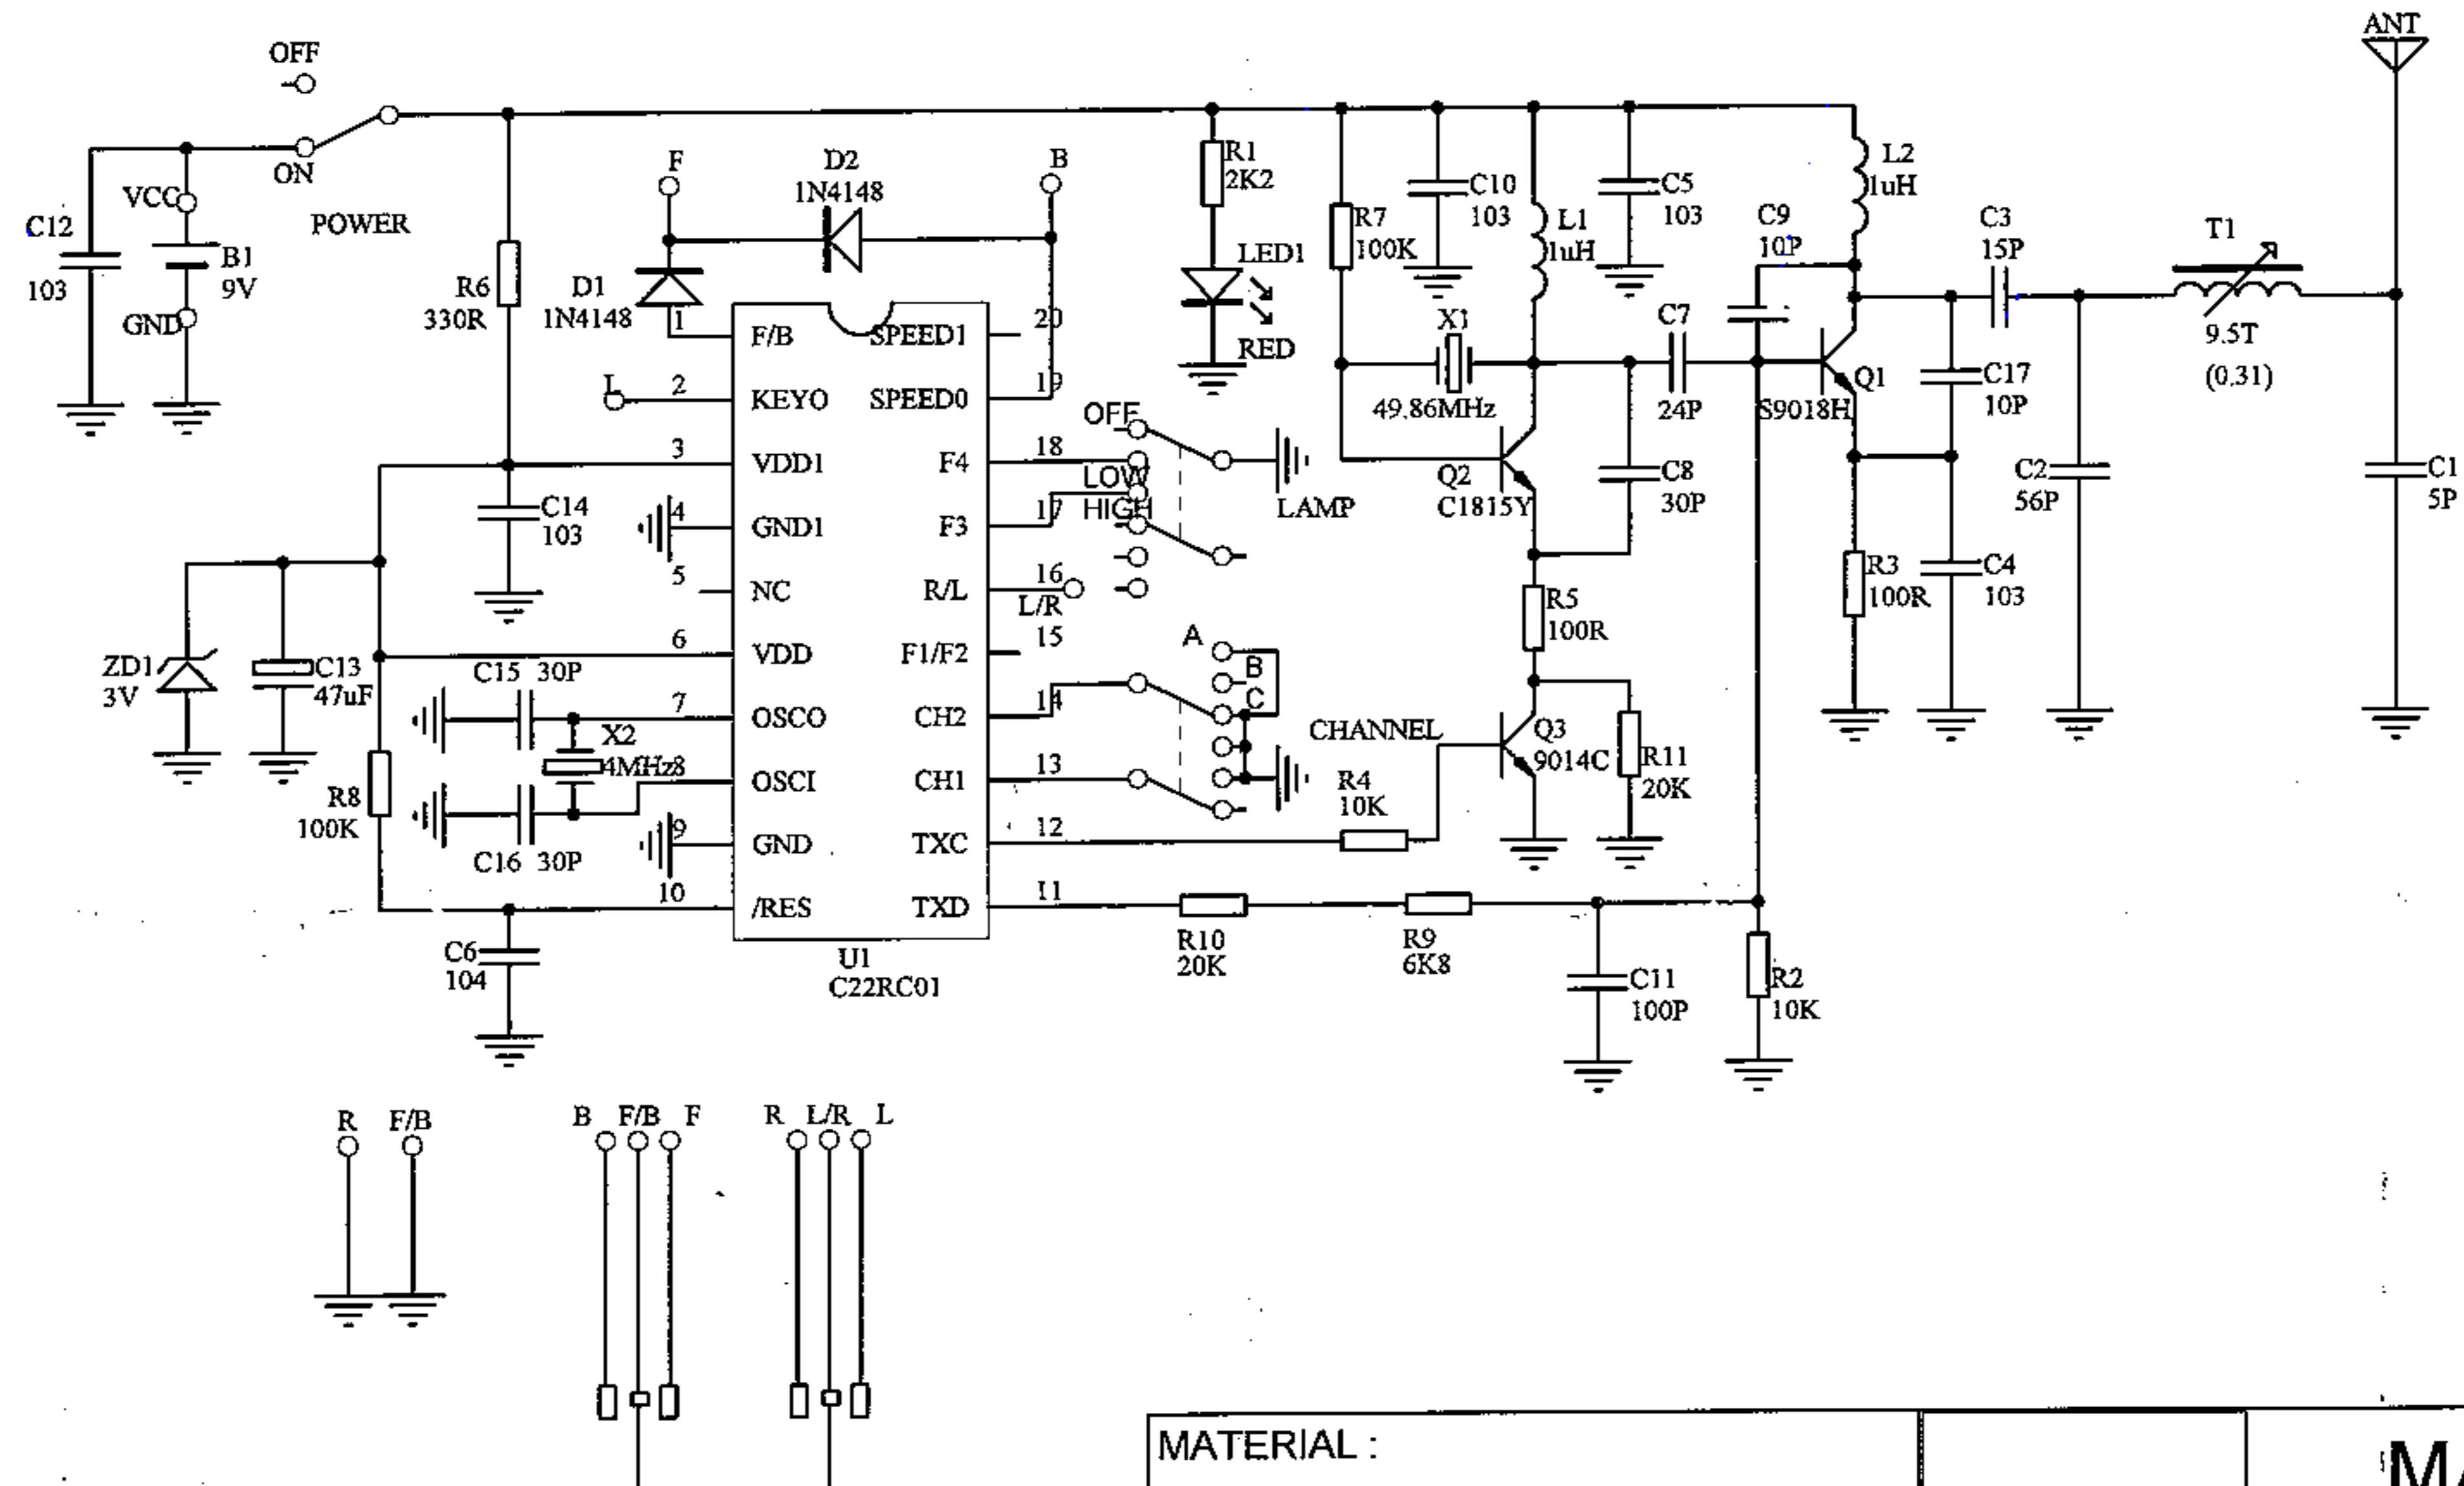 ANT
OFF
ON
POWER
VCC
GND
B1
9V
C12
103
R6
330R
F
D2
1N4148
B
D1
1N4148
R1
2K2
LED1
RED
R7
100K
C10
103
L1
1uH
C5
103
L2
1uH
C9
10P
C3
15P
T1
9.5T
(0.31)
X1
49.86MHz
C7
24P
Q1
S9018H
C17
10P
C1
5P
C2
56P
Q2
C1815Y
C8
30P
R3
100R
C4
103
R5
100R
Q3
9014C
R11
20K
R4
10K
1 F/B SPEED1 20
L 2 KEYO SPEED0 19
3 VDD1 F4 18
4 GND1 F3 17
5 NC R/L 16
L/R
6 VDD F1/F2 15
7 OSCO CH2 14
8 OSCI CH1 13
9 GND TXC 12
10 /RES TXD 11
U1
C22RC01
OFF
LOW
HIGH
LAMP
A
B
C
CHANNEL
C14
103
ZD1
3V
C13
47uF
C15 30P
X2
4MHz
C16 30P
R8
100K
C6
104
R10
20K
R9
6K8
C11
100P
R2
10K
R F/B
B F/B F
R L/R L
MATERIAL :